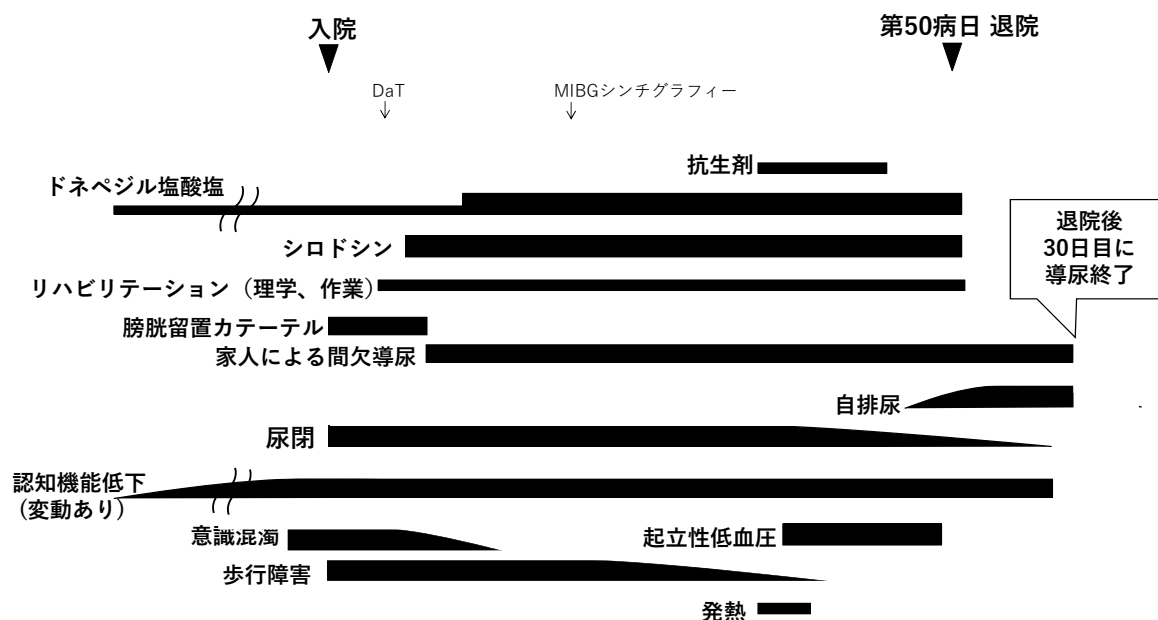 入院
第50病日 退院
DaT
MIBGシンチグラフィー
抗生剤
ドネペジル塩酸塩
退院後
30日目に
導尿終了
シロドシン
リハビリテーション（理学、作業）
膀胱留置カテーテル
家人による間欠導尿
自排尿
尿閉
認知機能低下
（変動あり）
意識混濁
起立性低血圧
歩行障害
発熱